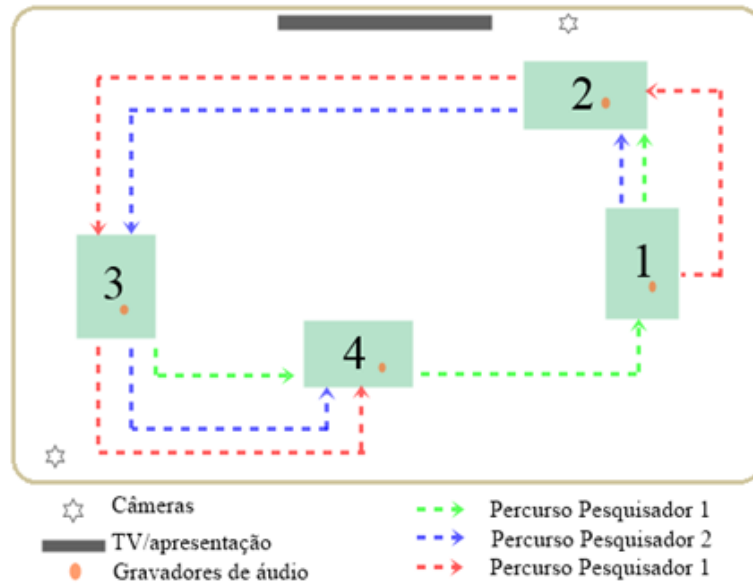 2
1
3
4
Câmeras
TV/apresentação
Gravadores de áudio
Percurso Pesquisador 1
Percurso Pesquisador 2
Percurso Pesquisador 1